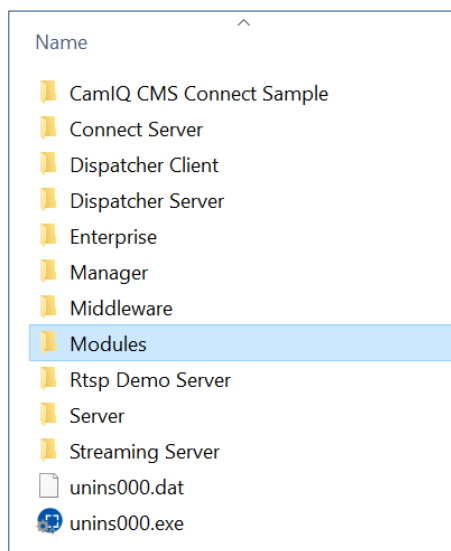 Name
CamIQ CMS Connect Sample
Connect Server
Dispatcher Client
Dispatcher Server
Enterprise
Manager
Middleware
Modules
Rtsp Demo Server
Server
Streaming Server
unins000.dat
unins000.exe